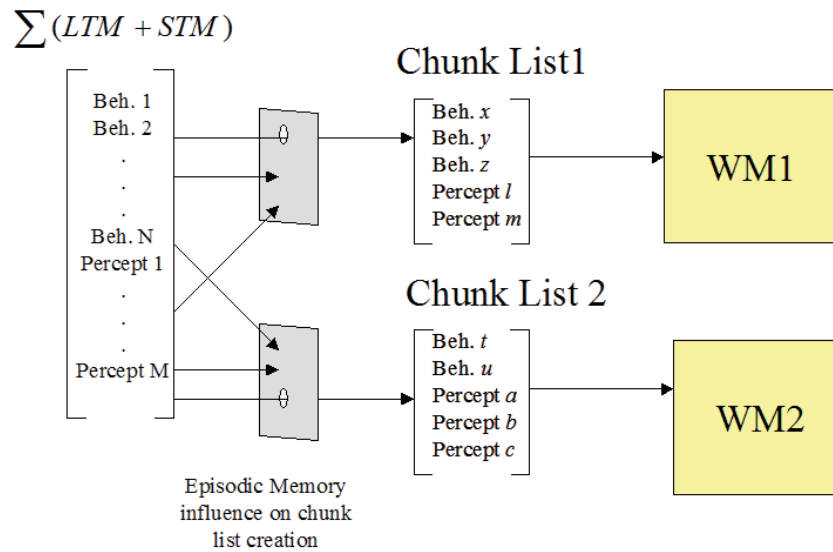 ∑(LTM + STM)
Beh. 1
Beh. 2
.
.
.
Beh. N
Percept 1
.
.
.
Percept M
Episodic Memory
influence on chunk
list creation
Chunk List1
Beh. x
Beh. y
Beh. z
Percept l
Percept m
WM1
Chunk List 2
Beh. t
Beh. u
Percept a
Percept b
Percept c
WM2